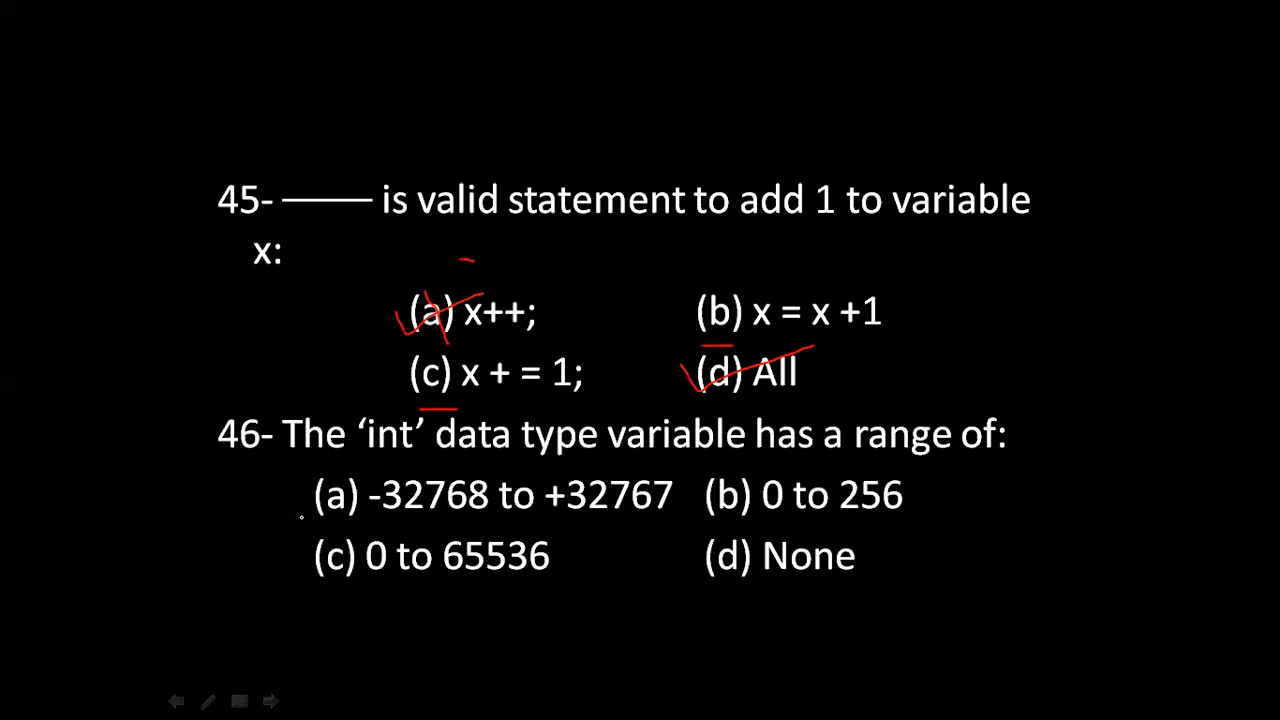 45- ——— is valid statement to add 1 to variable
x:
(a) x++; (b) x = x +1
(c) x + = 1; (d) All
46- The ‘int’ data type variable has a range of:
(a) -32768 to +32767 (b) 0 to 256
(c) 0 to 65536 (d) None